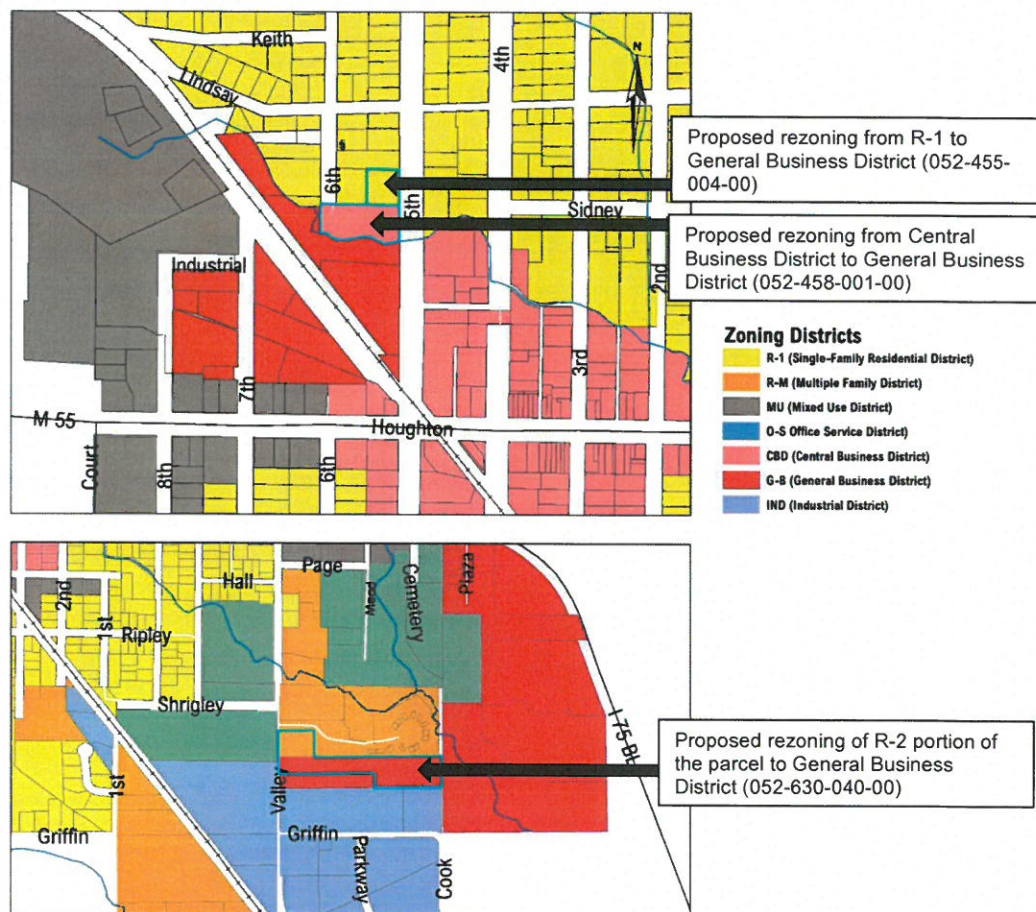 Keith
Lindsay
4th
N
6th
5th
Sidney
2nd
Industrial
3rd
7th
M 55
Houghton
Court
8th
6th
Proposed rezoning from R-1 to
General Business District (052-455-
004-00)
Proposed rezoning from Central
Business District to General Business
District (052-458-001-00)
Zoning Districts
R-1 (Single-Family Residential District)
R-M (Multiple Family District)
MU (Mixed Use District)
O-S Office Service District)
CBD (Central Business District)
G-B (General Business District)
IND (Industrial District)
Page
Hall
2nd
1st
Ripley
Mead
Cemetery
Plaza
Shrigley
I 75 BL
Valley
1st
Griffin
Griffin
Parkway
Cook
Proposed rezoning of R-2 portion of
the parcel to General Business
District (052-630-040-00)